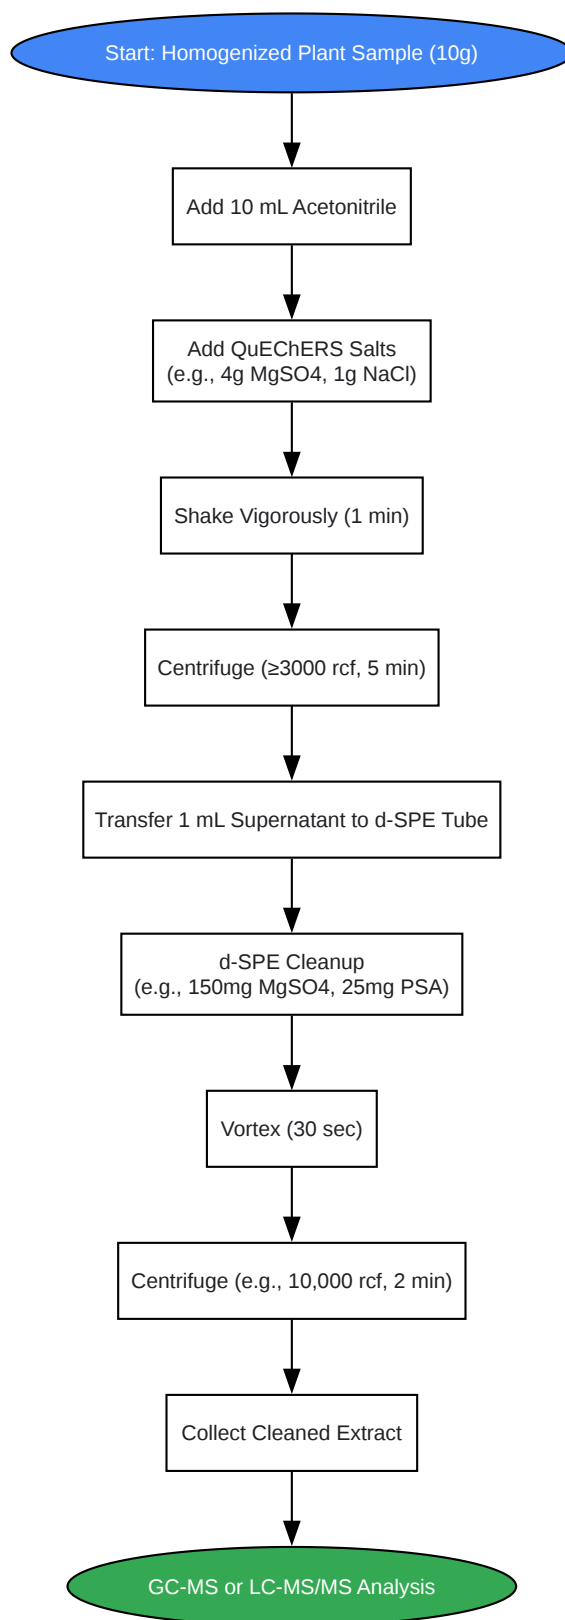 Start: Homogenized Plant Sample (10g)
Add 10 mL Acetonitrile
Add QuEChERS Salts
(e.g., 4g MgSO4, 1g NaCl)
Shake Vigorously (1 min)
Centrifuge (≥3000 rcf, 5 min)
Transfer 1 mL Supernatant to d-SPE Tube
d-SPE Cleanup
(e.g., 150mg MgSO4, 25mg PSA)
Vortex (30 sec)
Centrifuge (e.g., 10,000 rcf, 2 min)
Collect Cleaned Extract
GC-MS or LC-MS/MS Analysis